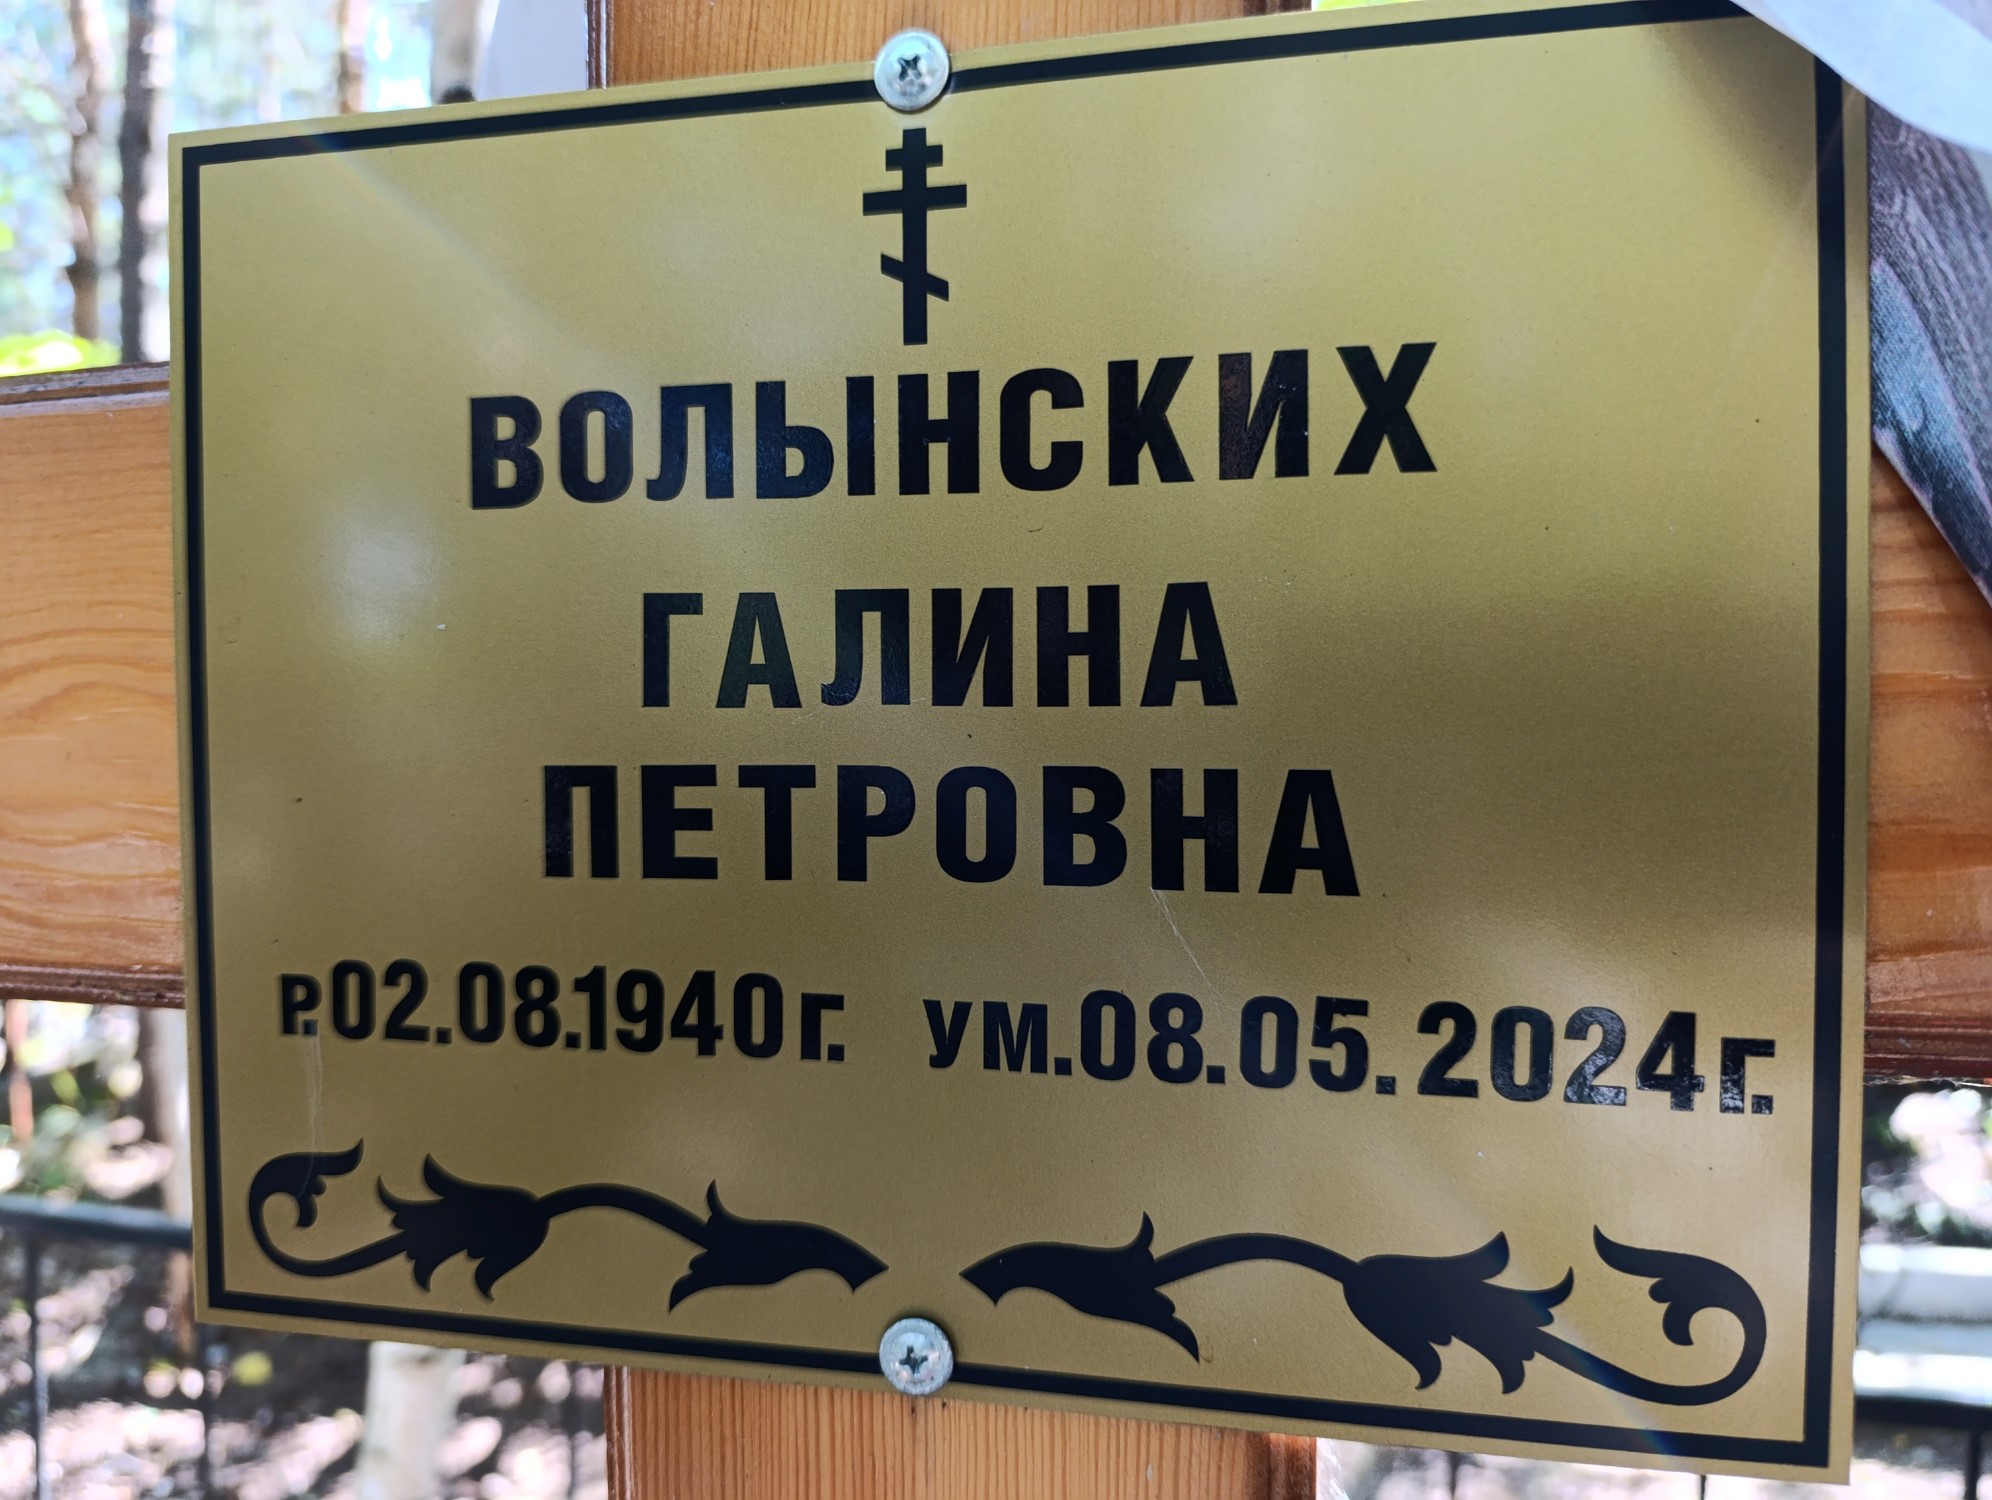 ВОЛЫНСКИХ
ГАЛИНА
ПЕТРОВНА
Р.02.08.1940г. УМ.08.05.2024г.